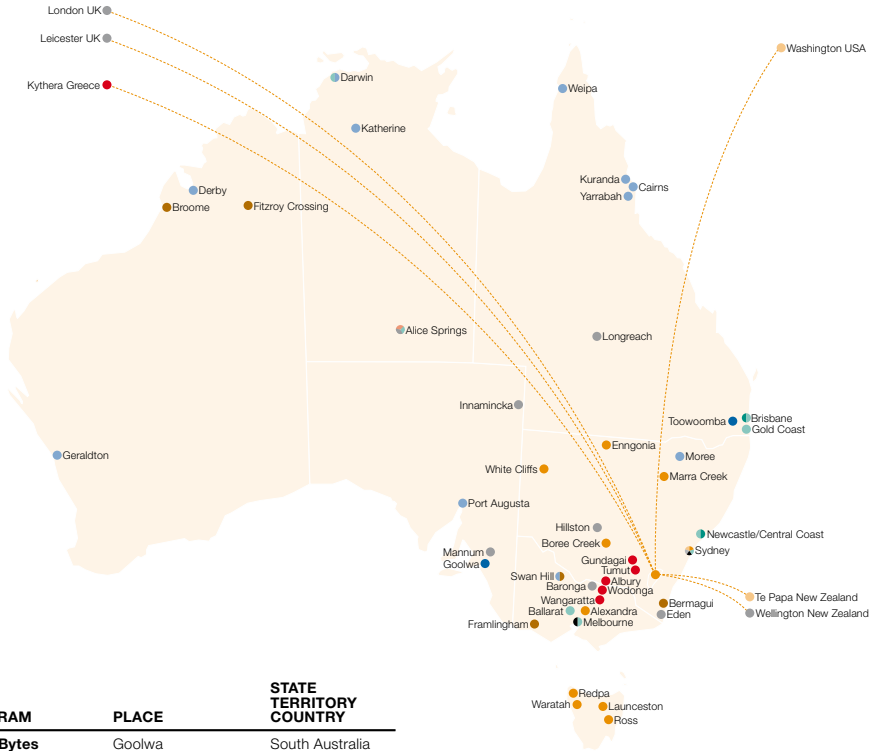 London UK
Leicester UK
Washington USA
Kythera Greece
Darwin
Weipa
Katherine
Kuranda
Cairns
Derby
Yarrabah
Broome
Fitzroy Crossing
Alice Springs
Longreach
Innamincka
Brisbane
Toowoomba
Gold Coast
Enngonia
Geraldton
Moree
White Cliffs
Marra Creek
Port Augusta
Hillston
Newcastle/Central Coast
Boree Creek
Sydney
Mannum
Gundagai
Goolwa
Tumut
Swan Hill
Albury
Baronga
Wodonga
Te Papa New Zealand
Wangaratta
Bermagui
Ballarat
Alexandra
Wellington New Zealand
Eden
Framlingham
Melbourne
Redpa
Waratah
Launceston
Ross
STATE
TERRITORY
RAM PLACE COUNTRY
Bytes Goolwa South Australia